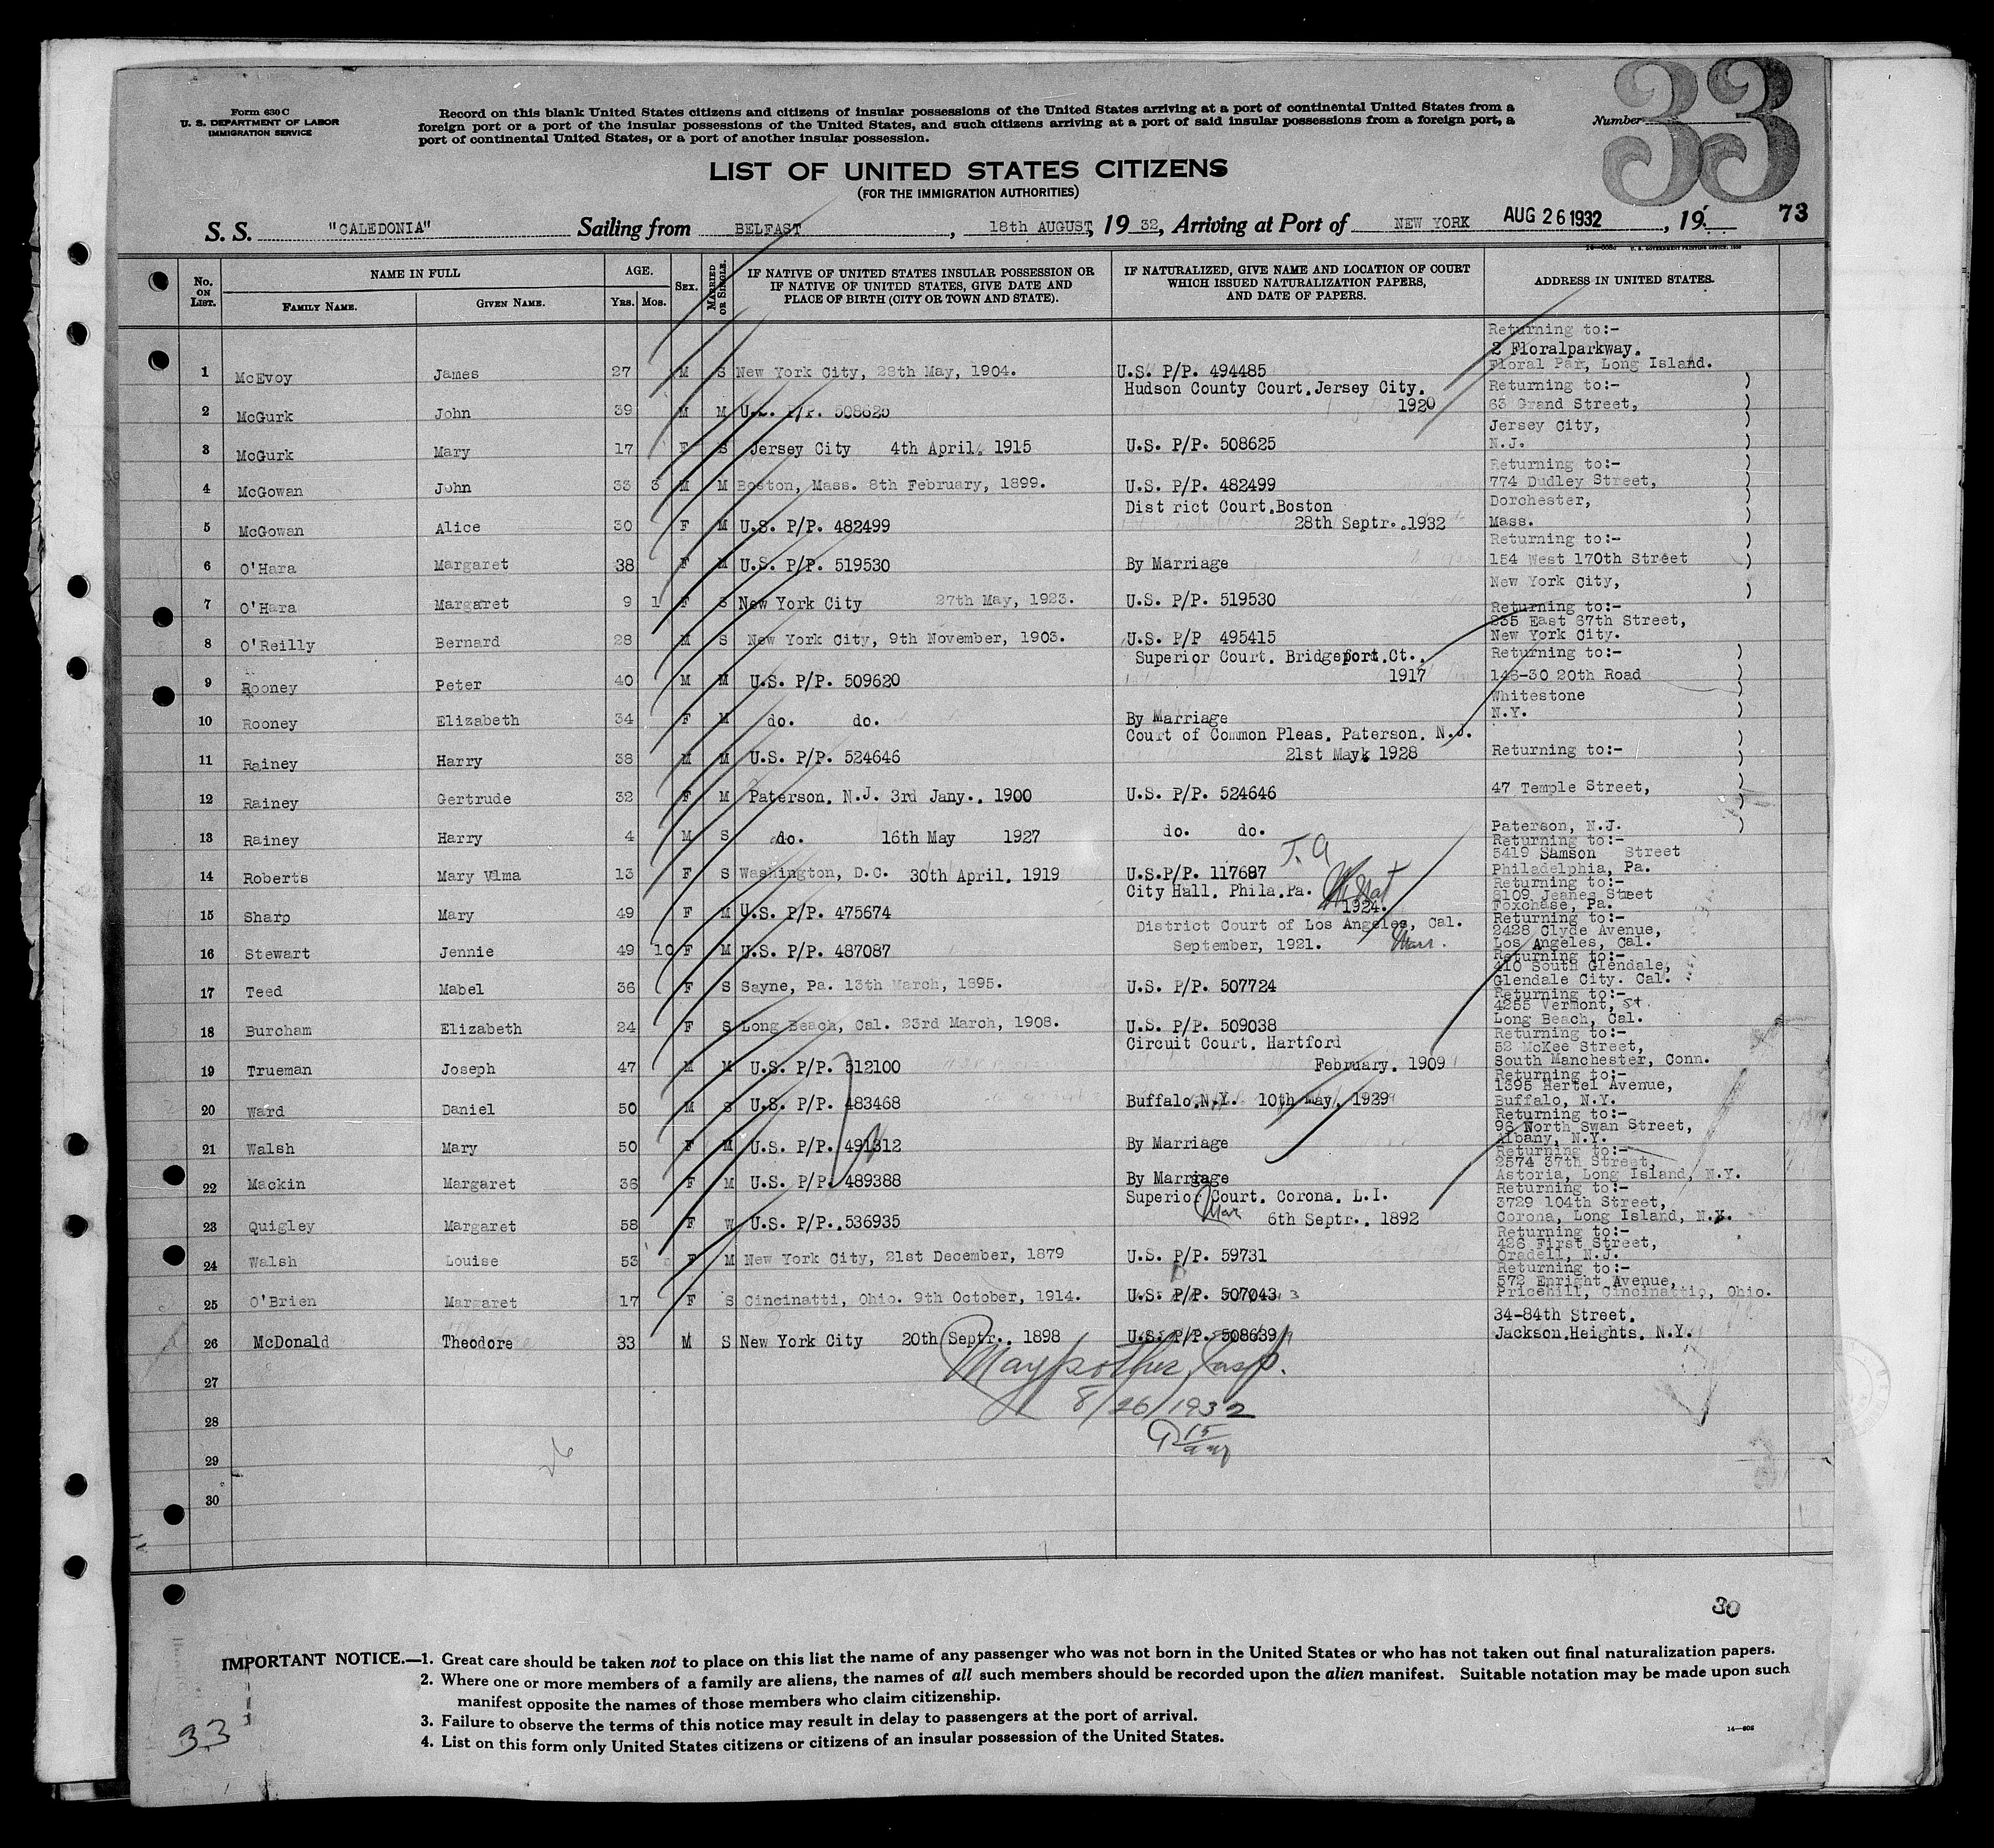 33
Form 630 C
U. S. DEPARTMENT OF LABOR
IMMIGRATION SERVICE
Record on this blank United States citizens and citizens of insular possessions of the United States arriving at a port of continental United States from a
foreign port or a port of the insular possessions of the United States, and such citizens arriving at a port of said insular possessions from a foreign port, a
port of continental United States, or a port of another insular possession.
Number
LIST OF UNITED STATES CITIZENS
(FOR THE IMMIGRATION AUTHORITIES)
S. S. "CALEDONIA" Sailing from BELFAST, 18th AUGUST, 19 32, Arriving at Port of NEW YORK AUG 26 1932, 19 73
No. ON LIST. NAME IN FULL FAMILY NAME. GIVEN NAME. AGE. YRS. MOS. SEX. MARRIED OR SINGLE.
IF NATIVE OF UNITED STATES INSULAR POSSESSION OR
IF NATIVE OF UNITED STATES, GIVE DATE AND
PLACE OF BIRTH (CITY OR TOWN AND STATE).
IF NATURALIZED, GIVE NAME AND LOCATION OF COURT
WHICH ISSUED NATURALIZATION PAPERS,
AND DATE OF PAPERS.
ADDRESS IN UNITED STATES.
Returning to:-
2 Floralparkway.
Floral Par, Long Island.
1 McEvoy James 27 M S New York City, 28th May, 1904. U.S. P/P. 494485
Hudson County Court. Jersey City. Returning to:-
2 McGurk John 39 M M U.S. P/P. 508625 1920 63 Grand Street,
Jersey City,
3 McGurk Mary 17 F S Jersey City 4th April. 1915 U.S. P/P. 508625 N.J.
Returning to:-
4 McGowan John 33 3 M M Boston, Mass. 8th February, 1899. U.S. P/P. 482499 774 Dudley Street,
District Court.Boston Dorchester,
5 McGowan Alice 30 F M U.S. P/P. 482499 28th Septr..1932 Mass.
Returning to:-
6 O'Hara Margaret 38 F M U.S. P/P. 519530 By Marriage 154 West 170th Street
New York City,
7 O'Hara Margaret 9 1 F S New York City 27th May, 1923. U.S. P/P. 519530
Returning to:-
335 East 67th Street,
8 O'Reilly Bernard 28 M S New York City, 9th November, 1903. U.S. P/P 495415 New York City.
Superior Court. Bridgeport.Ct.. Returning to:-
9 Rooney Peter 40 M M U.S. P/P. 509620 1917 146-30 20th Road
Whitestone
10 Rooney Elizabeth 34 F M do. do. By Marriage N.Y.
Court of Common Pleas. Paterson. N.J.
11 Rainey Harry 38 M M U.S. P/P. 524646 21st May 1928 Returning to:-
12 Rainey Gertrude 32 F M Paterson. N.J. 3rd Jany.. 1900 U.S. P/P. 524646 47 Temple Street,
13 Rainey Harry 4 M S do. 16th May 1927 do. do. Paterson, N.J.
Returning to:-
5419 Samson Street
14 Roberts Mary Vlma 13 F S Washington, D.C. 30th April. 1919 U.S.P/P. 117687 Philadelphia, Pa.
City Hall. Phila.Pa. Returning to:-
8109 Jeanes Street
15 Sharp Mary 49 F M U.S. P/P. 475674 1924. Foxchase, Pa.
District Court of Los Angeles, Cal. Returning to:-
2428 Clyde Avenue,
16 Stewart Jennie 49 10 F M U.S. P/P. 487087 September, 1921. Marr. Los Angeles, Cal.
Returning to:-
410 South Glendale,
17 Teed Mabel 36 F S Sayne, Pa. 13th March, 1895. U.S. P/P. 507724 Glendale City. Cal.
Returning to:-
4255 Vermont, St.
18 Burcham Elizabeth 24 F S Long Beach, Cal. 23rd March, 1908. U.S. P/P. 509038 Long Beach, Cal.
Circuit Court. Hartford Returning to:-
52 McKee Street,
19 Trueman Joseph 47 M M U.S. P/P. 512100 February. 1909 South Manchester, Conn.
Returning to:-
1395 Hertel Avenue,
20 Ward Daniel 50 M S U.S. P/P. 483468 Buffalo.N.Y. 10th May. 1929 Buffalo, N.Y.
Returning to:-
96 North Swan Street,
21 Walsh Mary 50 F M U.S. P/P. 491312 By Marriage Albany, N.Y.
Returning to:-
2574 37th Street,
22 Mackin Margaret 36 F M U.S. P/P. 489388 By Marriage Astoria, Long Island, N.Y.
Superior Court. Corona. L.I. Returning to:-
3729 104th Street,
23 Quigley Margaret 58 F W U.S. P/P. 536935 Mar 6th Septr.. 1892 Corona, Long Island, N.Y.
Returning to:-
426 First Street,
24 Walsh Louise 53 F M New York City, 21st December, 1879 U.S. P/P. 59731 Oradell, N.J.
Returning to:-
572 Enright Avenue,
25 O'Brien Margaret 17 F S Cincinatti, Ohio. 9th October, 1914. U.S. P/P. 507043 Pricehill, Cincinatti, Ohio.
34-84th Street.
26 McDonald Theodore 33 M S New York City 20th Septr.. 1898 U.S. P/P. 508639 Jackson.Heights. N.Y.
27
8/26/1932
28
29
26
30
30
IMPORTANT NOTICE.—1. Great care should be taken not to place on this list the name of any passenger who was not born in the United States or who has not taken out final naturalization papers.
2. Where one or more members of a family are aliens, the names of all such members should be recorded upon the alien manifest. Suitable notation may be made upon such
manifest opposite the names of those members who claim citizenship.
3. Failure to observe the terms of this notice may result in delay to passengers at the port of arrival.
4. List on this form only United States citizens or citizens of an insular possession of the United States.
33